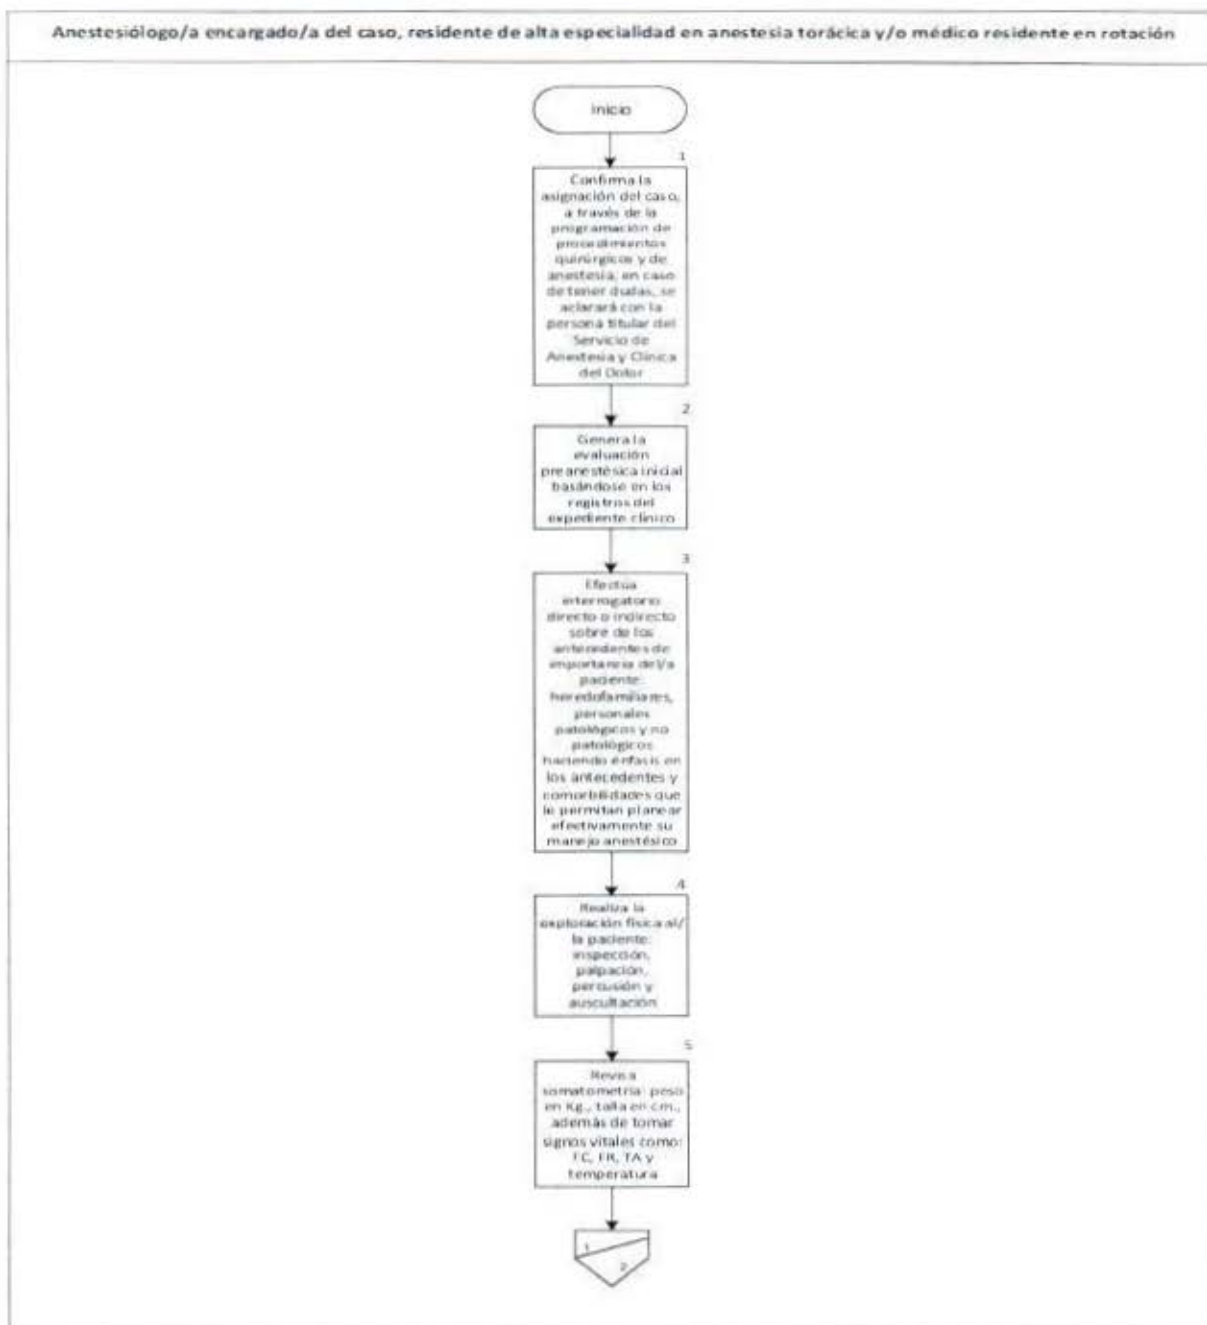 Anestesiólogo/a encargado/a del caso, residente de alta especialidad en anestesia torácica y/o médico residente en rotación
Inicio
1
Confirma la
asignación del caso,
a través de la
programación de
procedimientos
quirúrgicos y de
anestesia, en caso
de tener dudas, se
aclarará con la
persona titular del
Servicio de
Anestesia y Clínica
del Dolor
2
Genera la
evaluación
preanestésica inicial
basándose en los
registros del
expediente clínico
3
Efectúa
interrogatorio
directo o indirecto
sobre de los
antecedentes de
importancia del/a
paciente:
heredofamiliares,
personales
patológicos y no
patológicos
haciendo énfasis en
los antecedentes y
comorbilidades que
le permitan planear
efectivamente su
manejo anestésico
4
Realiza la
exploración física al/
la paciente:
inspección,
palpación,
percusión y
auscultación
5
Revisa
somatometría: peso
en Kg., talla en cm.,
además de tomar
signos vitales como:
FC, FR, TA y
temperatura
1
2